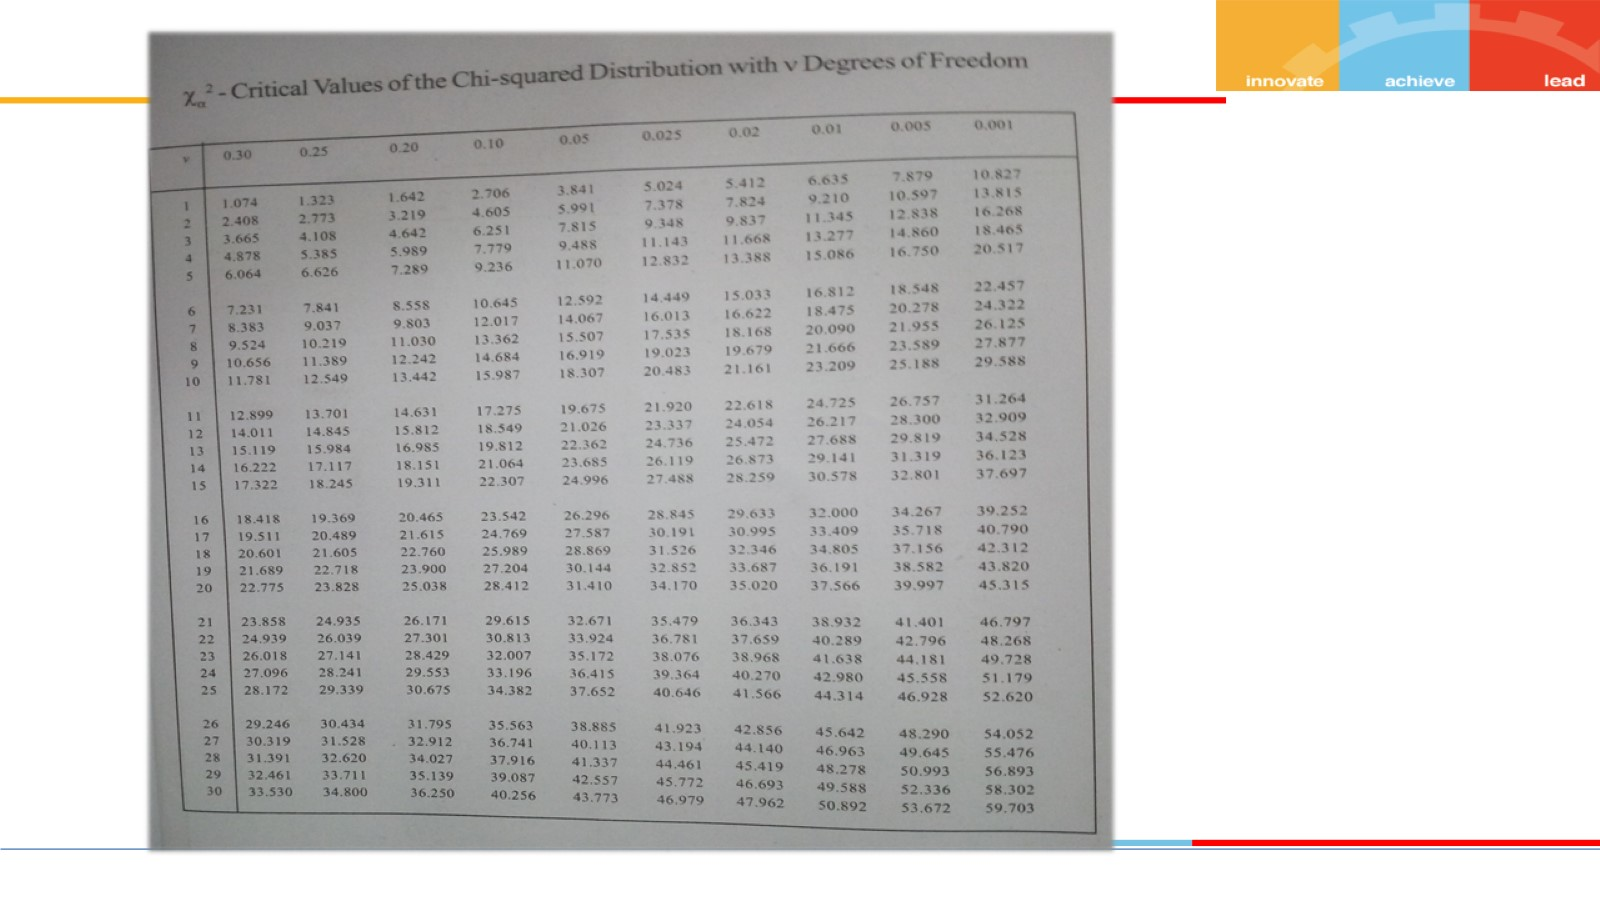 innovate achieve lead
χα² - Critical Values of the Chi-squared Distribution with ν Degrees of Freedom
ν 0.30 0.25 0.20 0.10 0.05 0.025 0.02 0.01 0.005 0.001
1 1.074 1.323 1.642 2.706 3.841 5.024 5.412 6.635 7.879 10.827
2 2.408 2.773 3.219 4.605 5.991 7.378 7.824 9.210 10.597 13.815
3 3.665 4.108 4.642 6.251 7.815 9.348 9.837 11.345 12.838 16.268
4 4.878 5.385 5.989 7.779 9.488 11.143 11.668 13.277 14.860 18.465
5 6.064 6.626 7.289 9.236 11.070 12.832 13.388 15.086 16.750 20.517
6 7.231 7.841 8.558 10.645 12.592 14.449 15.033 16.812 18.548 22.457
7 8.383 9.037 9.803 12.017 14.067 16.013 16.622 18.475 20.278 24.322
8 9.524 10.219 11.030 13.362 15.507 17.535 18.168 20.090 21.955 26.125
9 10.656 11.389 12.242 14.684 16.919 19.023 19.679 21.666 23.589 27.877
10 11.781 12.549 13.442 15.987 18.307 20.483 21.161 23.209 25.188 29.588
11 12.899 13.701 14.631 17.275 19.675 21.920 22.618 24.725 26.757 31.264
12 14.011 14.845 15.812 18.549 21.026 23.337 24.054 26.217 28.300 32.909
13 15.119 15.984 16.985 19.812 22.362 24.736 25.472 27.688 29.819 34.528
14 16.222 17.117 18.151 21.064 23.685 26.119 26.873 29.141 31.319 36.123
15 17.322 18.245 19.311 22.307 24.996 27.488 28.259 30.578 32.801 37.697
16 18.418 19.369 20.465 23.542 26.296 28.845 29.633 32.000 34.267 39.252
17 19.511 20.489 21.615 24.769 27.587 30.191 30.995 33.409 35.718 40.790
18 20.601 21.605 22.760 25.989 28.869 31.526 32.346 34.805 37.156 42.312
19 21.689 22.718 23.900 27.204 30.144 32.852 33.687 36.191 38.582 43.820
20 22.775 23.828 25.038 28.412 31.410 34.170 35.020 37.566 39.997 45.315
21 23.858 24.935 26.171 29.615 32.671 35.479 36.343 38.932 41.401 46.797
22 24.939 26.039 27.301 30.813 33.924 36.781 37.659 40.289 42.796 48.268
23 26.018 27.141 28.429 32.007 35.172 38.076 38.968 41.638 44.181 49.728
24 27.096 28.241 29.553 33.196 36.415 39.364 40.270 42.980 45.558 51.179
25 28.172 29.339 30.675 34.382 37.652 40.646 41.566 44.314 46.928 52.620
26 29.246 30.434 31.795 35.563 38.885 41.923 42.856 45.642 48.290 54.052
27 30.319 31.528 32.912 36.741 40.113 43.194 44.140 46.963 49.645 55.476
28 31.391 32.620 34.027 37.916 41.337 44.461 45.419 48.278 50.993 56.893
29 32.461 33.711 35.139 39.087 42.557 45.772 46.693 49.588 52.336 58.302
30 33.530 34.800 36.250 40.256 43.773 46.979 47.962 50.892 53.672 59.703